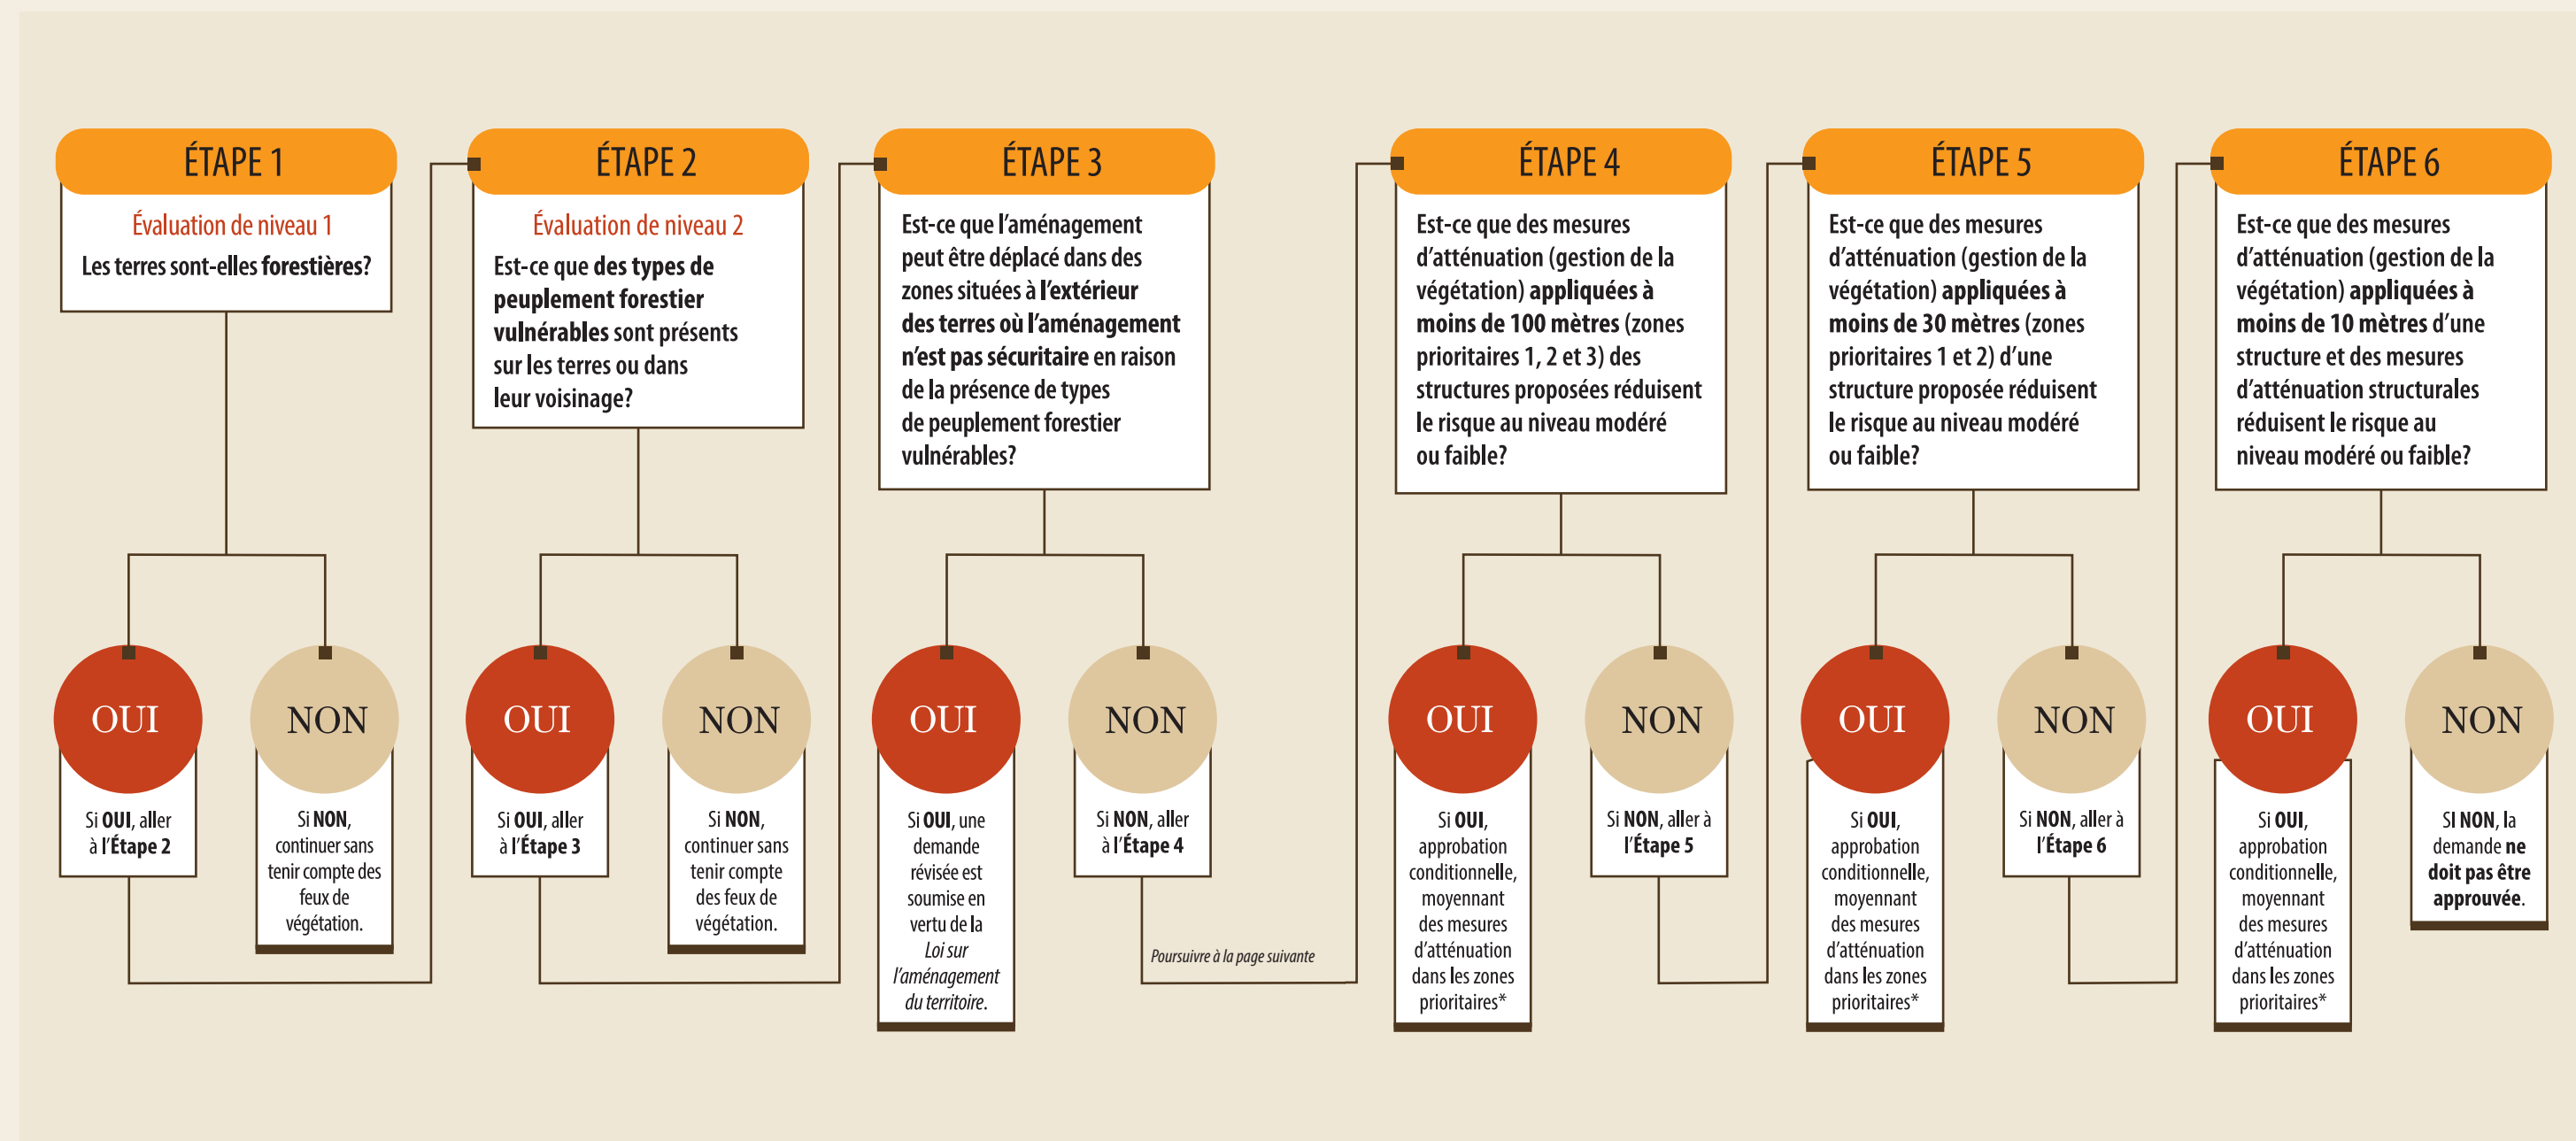 ÉTAPE 1
Évaluation de niveau 1
Les terres sont-elles forestières?
OUI
Si OUI, aller
à l'Étape 2
NON
Si NON,
continuer sans
tenir compte des
feux de
végétation.
ÉTAPE 2
Évaluation de niveau 2
Est-ce que des types de
peuplement forestier
vulnérables sont présents
sur les terres ou dans
leur voisinage?
OUI
Si OUI, aller
à l'Étape 3
NON
Si NON,
continuer sans
tenir compte
des feux de
végétation.
ÉTAPE 3
Est-ce que l'aménagement
peut être déplacé dans des
zones situées à l'extérieur
des terres où l'aménagement
n'est pas sécuritaire en raison
de la présence de types
de peuplement forestier
vulnérables?
OUI
Si OUI, une
demande
révisée est
soumise en
vertu de la
Loi sur
l'aménagement
du territoire.
NON
Si NON, aller
à l'Étape 4
Poursuivre à la page suivante
ÉTAPE 4
Est-ce que des mesures
d'atténuation (gestion de la
végétation) appliquées à
moins de 100 mètres (zones
prioritaires 1, 2 et 3) des
structures proposées réduisent
le risque au niveau modéré
ou faible?
OUI
Si OUI,
approbation
conditionnelle,
moyennant
des mesures
d'atténuation
dans les zones
prioritaires*
NON
Si NON, aller à
l'Étape 5
ÉTAPE 5
Est-ce que des mesures
d'atténuation (gestion de la
végétation) appliquées à
moins de 30 mètres (zones
prioritaires 1 et 2) d'une
structure proposée réduisent
le risque au niveau modéré
ou faible?
OUI
Si OUI,
approbation
conditionnelle,
moyennant
des mesures
d'atténuation
dans les zones
prioritaires*
NON
Si NON, aller à
l'Étape 6
ÉTAPE 6
Est-ce que des mesures
d'atténuation (gestion de la
végétation) appliquées à
moins de 10 mètres d'une
structure et des mesures
d'atténuation structurales
réduisent le risque au
niveau modéré ou faible?
OUI
Si OUI,
approbation
conditionnelle,
moyennant
des mesures
d'atténuation
dans les zones
prioritaires*
NON
SI NON, la
demande ne
doit pas être
approuvée.